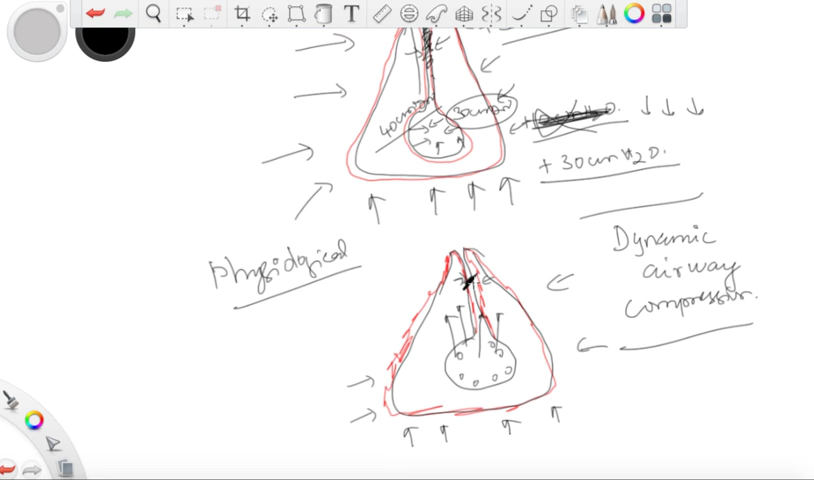 T
40cmH2O
30cmH2O
+ 30cmH2O.
Physiological
Dynamic
airway
compression.